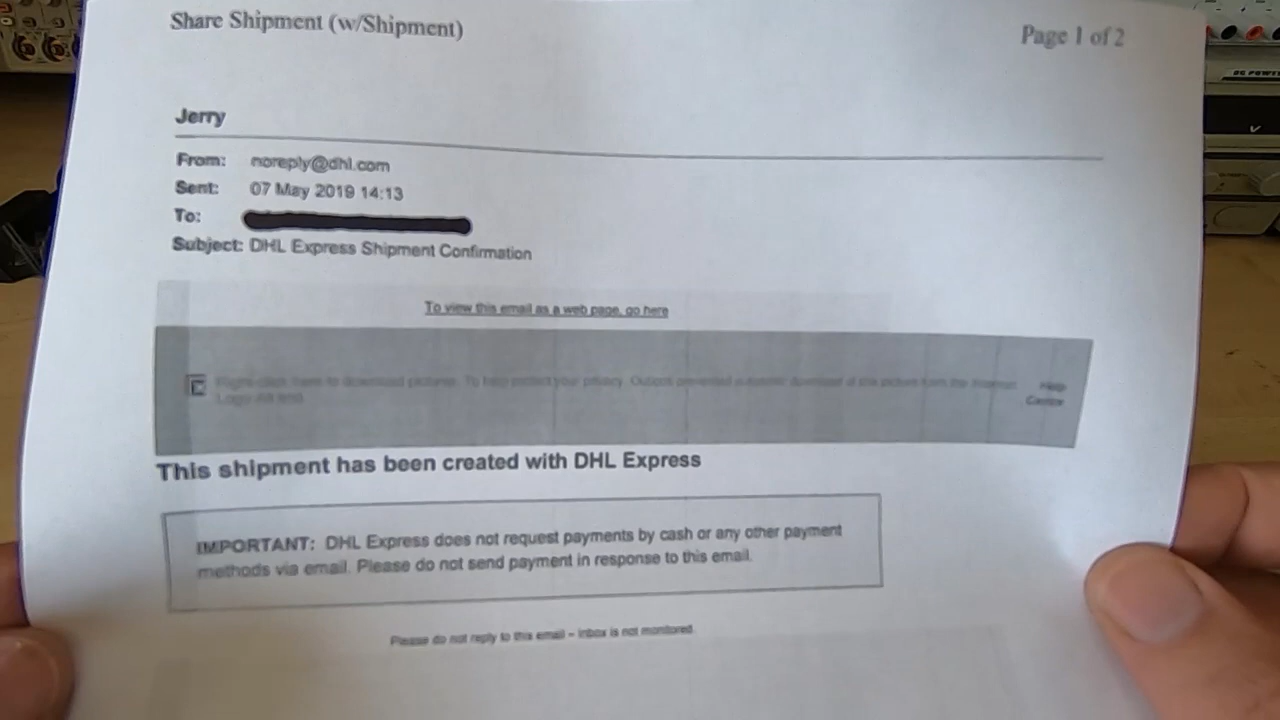 Share Shipment (w/Shipment)
Page 1 of 2
Jerry
From: noreply@dhl.com
Sent: 07 May 2019 14:13
To:
Subject: DHL Express Shipment Confirmation
To view this email as a web page, go here
Right-click here to download pictures. To help protect your privacy, Outlook prevented automatic download of this picture from the Internet.
Help
Center
This shipment has been created with DHL Express
IMPORTANT: DHL Express does not request payments by cash or any other payment
methods via email. Please do not send payment in response to this email.
Please do not reply to this email – inbox is not monitored
DC POWER